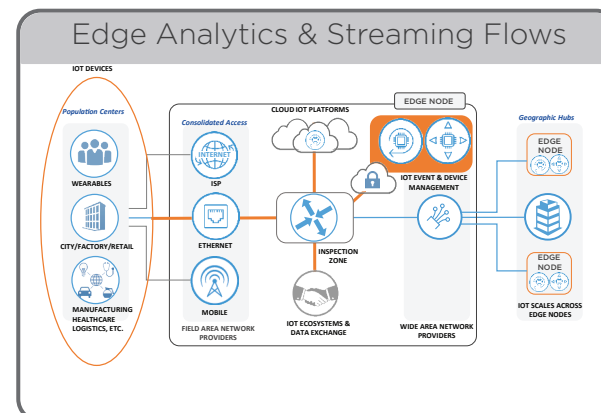 Edge Analytics & Streaming Flows
IOT DEVICES
Population Centers
WEARABLES
CITY/FACTORY/RETAIL
MANUFACTURING
HEALTHCARE
LOGISTICS, ETC.
Consolidated Access
INTERNET
ISP
ETHERNET
MOBILE
FIELD AREA NETWORK
PROVIDERS
CLOUD IOT PLATFORMS
EDGE NODE
IOT EVENT & DEVICE
MANAGEMENT
INSPECTION
ZONE
IOT ECOSYSTEMS &
DATA EXCHANGE
WIDE AREA NETWORK
PROVIDERS
Geographic Hubs
EDGE
NODE
EDGE
NODE
IOT SCALES ACROSS
EDGE NODES